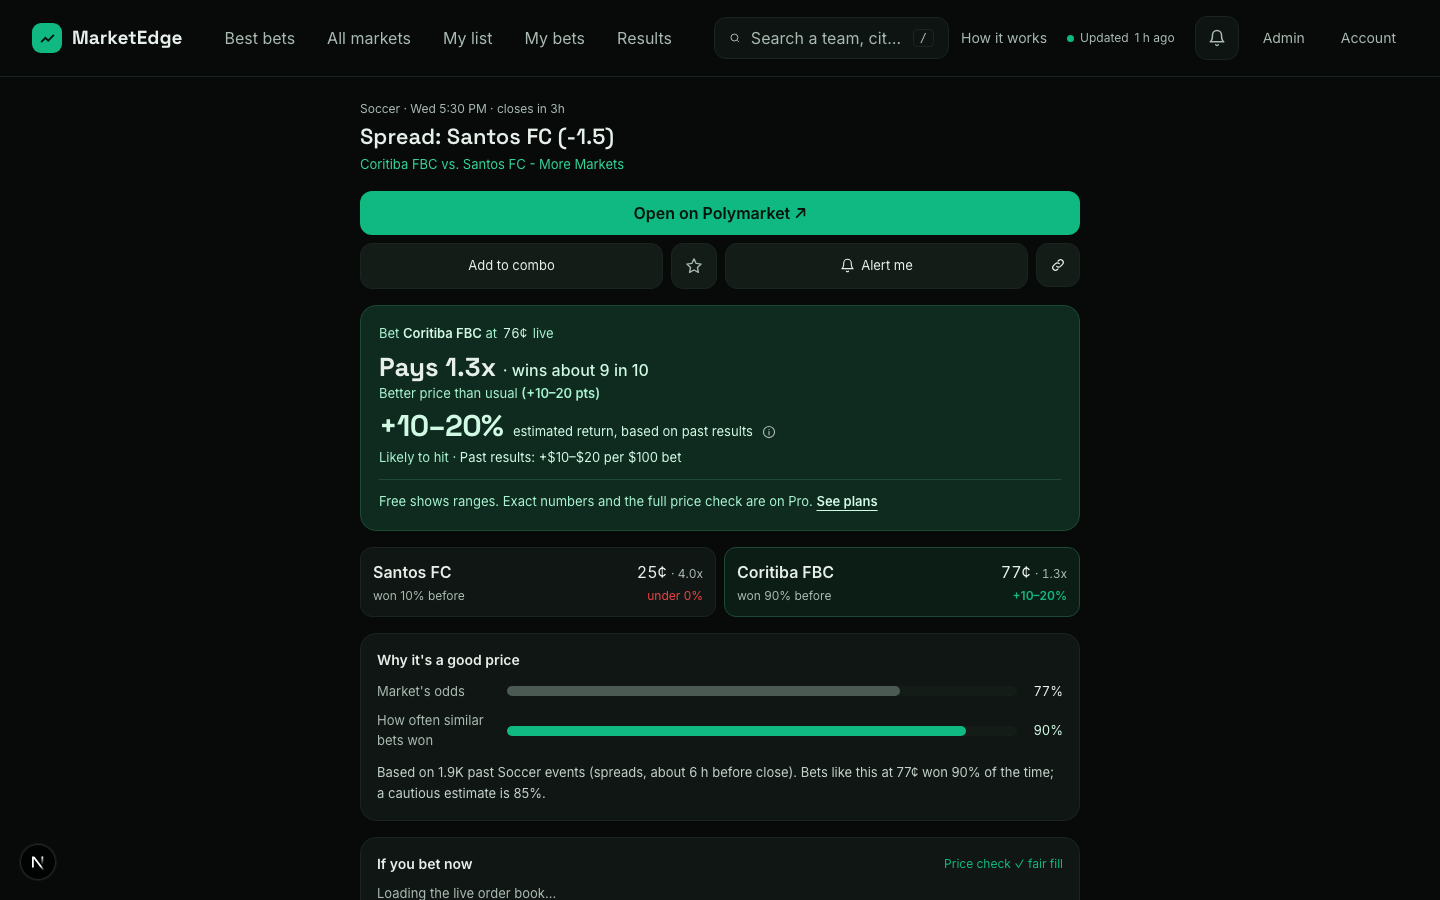 MarketEdge
Best bets
All markets
My list
My bets
Results
Search a team, cit...
/
How it works
Updated 1 h ago
Admin
Account
Soccer · Wed 5:30 PM · closes in 3h
Spread: Santos FC (-1.5)
Coritiba FBC vs. Santos FC - More Markets
Open on Polymarket ↗
Add to combo
Alert me
Bet Coritiba FBC at 76¢ live
Pays 1.3x · wins about 9 in 10
Better price than usual (+10–20 pts)
+10–20% estimated return, based on past results
Likely to hit · Past results: +$10–$20 per $100 bet
Free shows ranges. Exact numbers and the full price check are on Pro. See plans
Santos FC
25¢ · 4.0x
won 10% before
under 0%
Coritiba FBC
77¢ · 1.3x
won 90% before
+10–20%
Why it's a good price
Market's odds
77%
How often similar
bets won
90%
Based on 1.9K past Soccer events (spreads, about 6 h before close). Bets like this at 77¢ won 90% of the time;
a cautious estimate is 85%.
If you bet now
Price check ✓ fair fill
Loading the live order book...
N